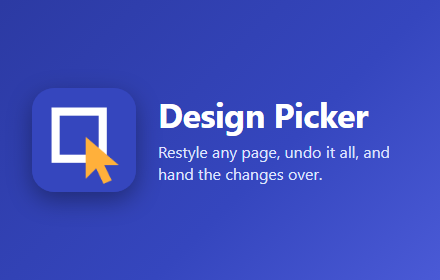 Design Picker
Restyle any page, undo it all, and
hand the changes over.